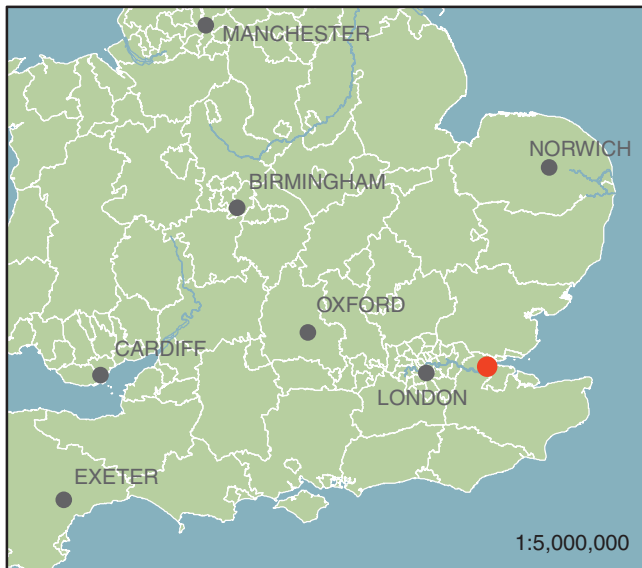 MANCHESTER
NORWICH
BIRMINGHAM
OXFORD
CARDIFF
LONDON
EXETER
1:5,000,000